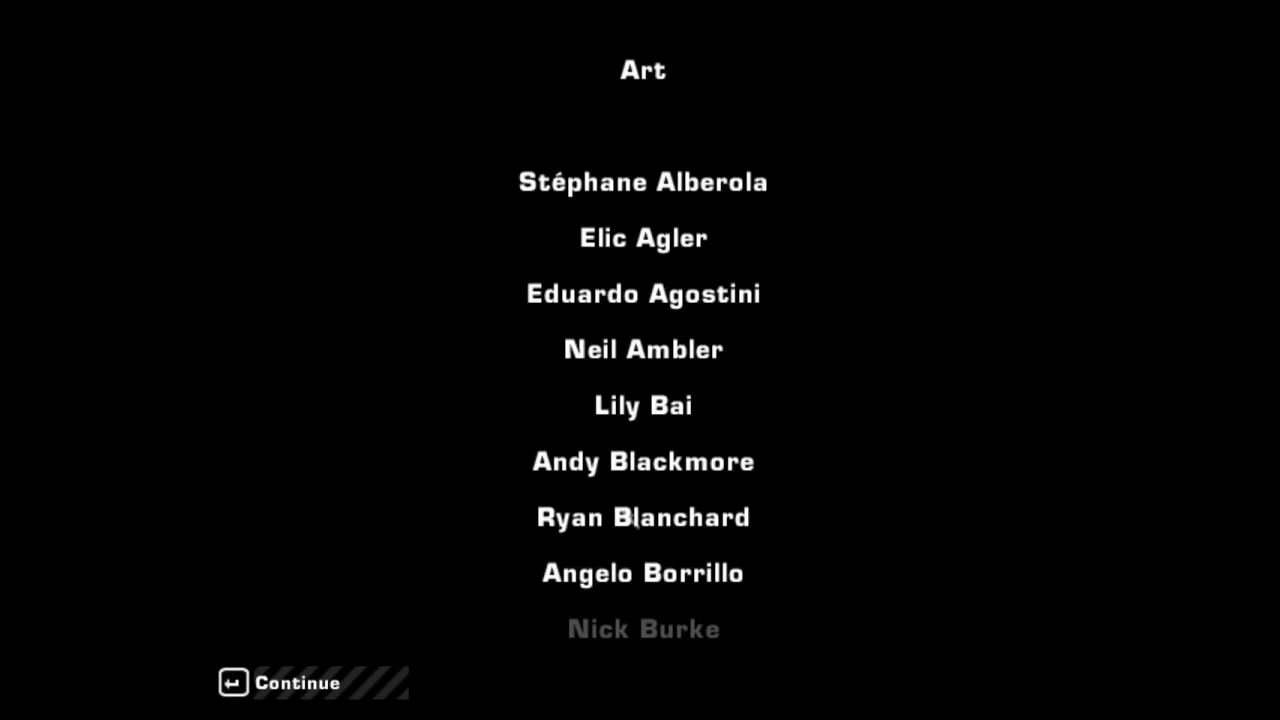 Art
Stéphane Alberola
Elic Agler
Eduardo Agostini
Neil Ambler
Lily Bai
Andy Blackmore
Ryan Blanchard
Angelo Borrillo
Nick Burke
Continue